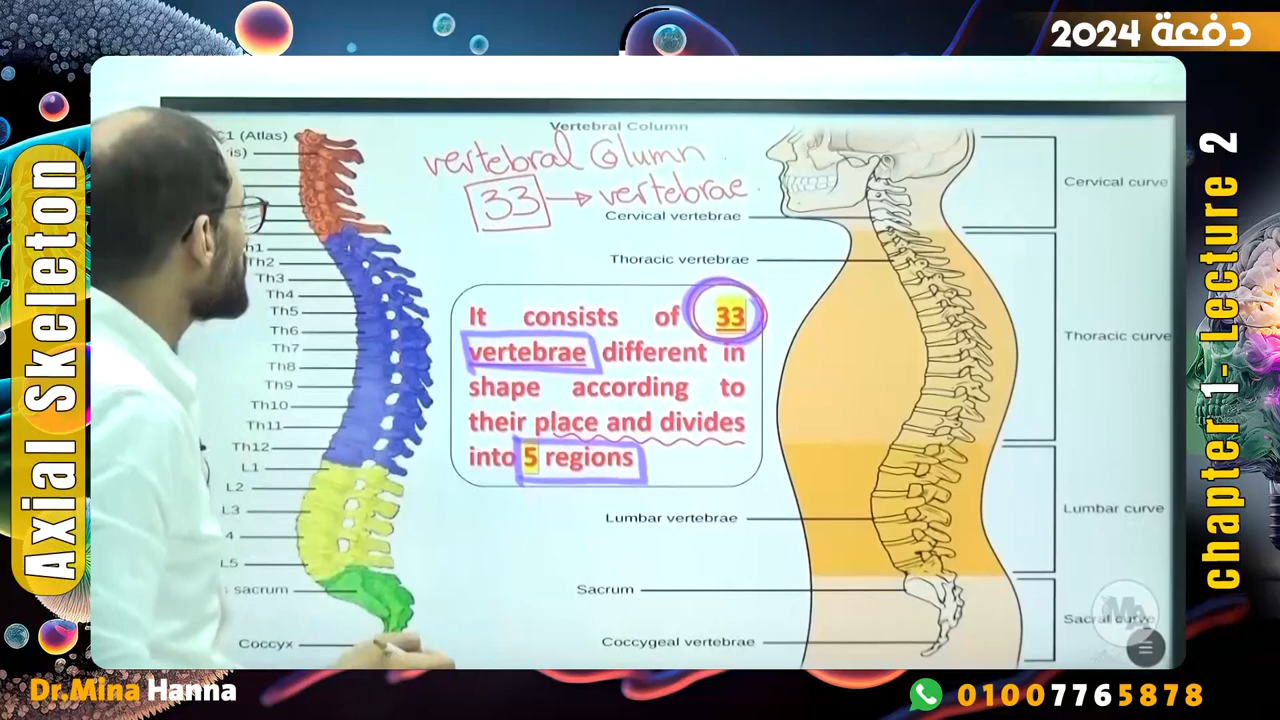 دفعة 2024
Axial Skeleton
chapter 1- Lecture 2
Vertebral Column
vertebral Column
33 → vertebrae
C1 (Atlas)
Th2
Th3
Th4
Th5
Th6
Th7
Th8
Th9
Th10
Th11
Th12
L1
L2
L3
4
L5
sacrum
Coccyx
It consists of 33
vertebrae different in
shape according to
their place and divides
into 5 regions
Cervical vertebrae
Thoracic vertebrae
Lumbar vertebrae
Sacrum
Coccygeal vertebrae
Cervical curve
Thoracic curve
Lumbar curve
Sacral curve
Dr.Mina Hanna
01007765878